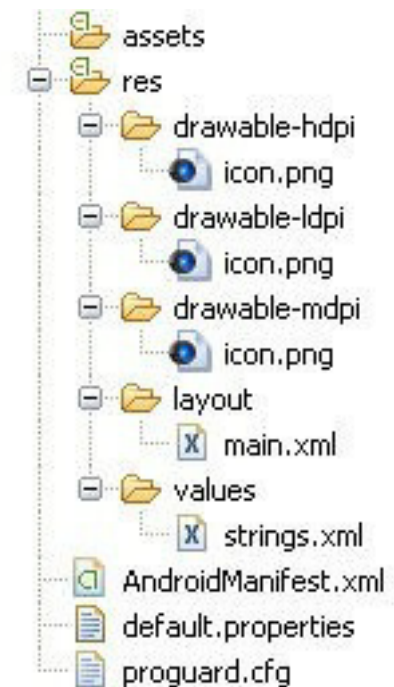 assets
res
drawable-hdpi
icon.png
drawable-ldpi
icon.png
drawable-mdpi
icon.png
layout
main.xml
values
strings.xml
AndroidManifest.xml
default.properties
proguard.cfg